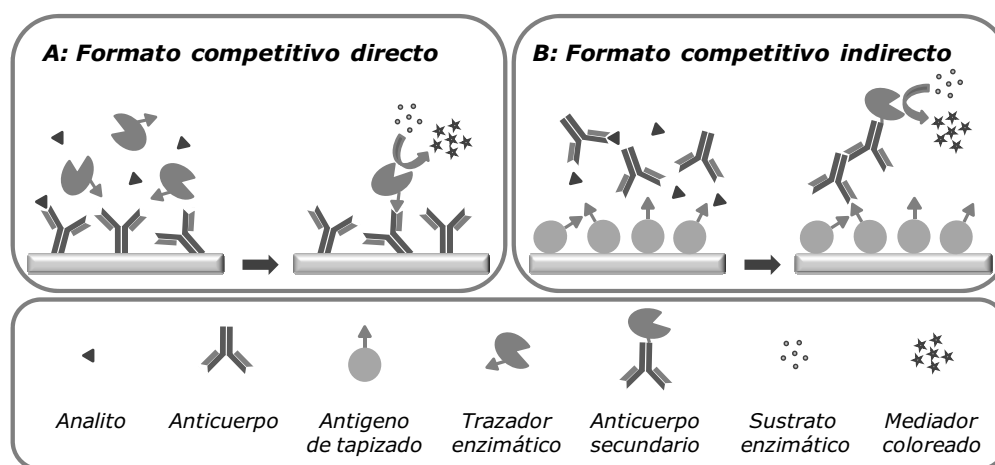 A: Formato competitivo directo
B: Formato competitivo indirecto
Analito
Anticuerpo
Antigeno
de tapizado
Trazador
enzimático
Anticuerpo
secundario
Sustrato
enzimático
Mediador
coloreado